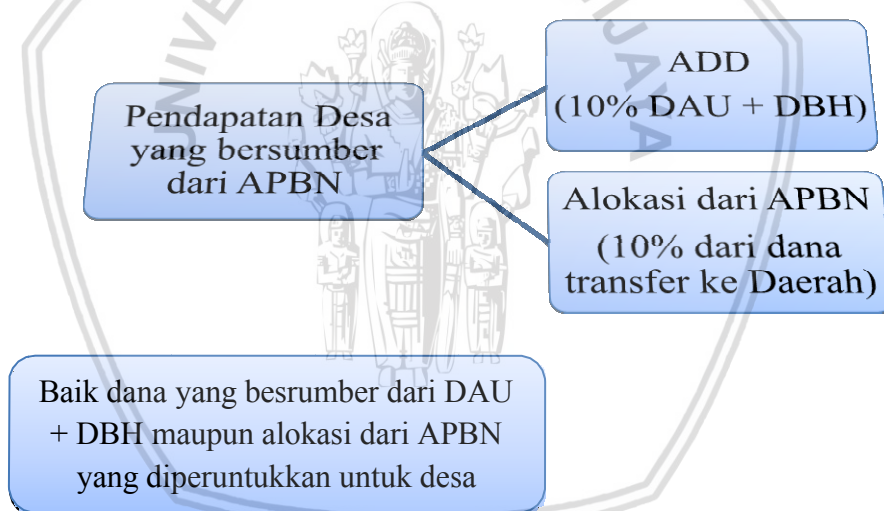 Pendapatan Desa
yang bersumber
dari APBN
ADD
(10% DAU + DBH)
Alokasi dari APBN
(10% dari dana
transfer ke Daerah)
Baik dana yang besrumber dari DAU
+ DBH maupun alokasi dari APBN
yang diperuntukkan untuk desa